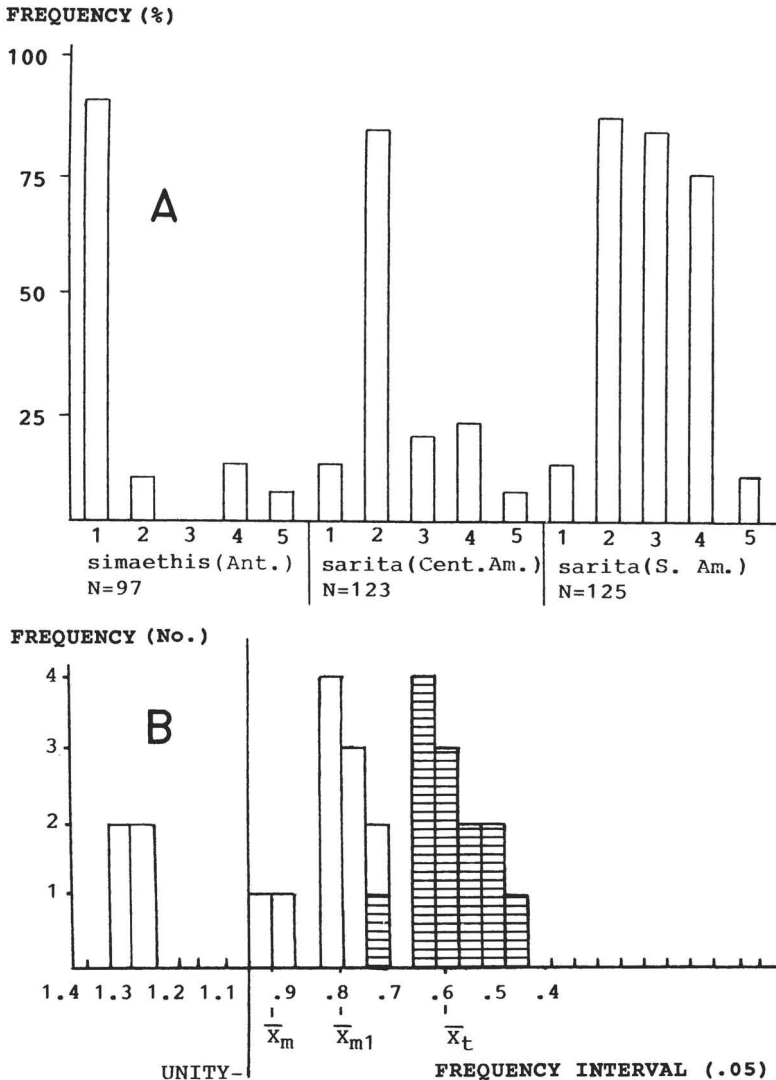 FREQUENCY (%)
100
75
50
25
A
1 2 3 4 5 1 2 3 4 5 1 2 3 4 5
simaethis(Ant.) sarita(Cent.Am.) sarita(S. Am.)
N=97 N=123 N=125
FREQUENCY (No.)
4
3
2
1
B
1.4 1.3 1.2 1.1 .9 .8 .7 .6 .5 .4
X̅m X̅m1 X̅t
UNITY- FREQUENCY INTERVAL (.05)